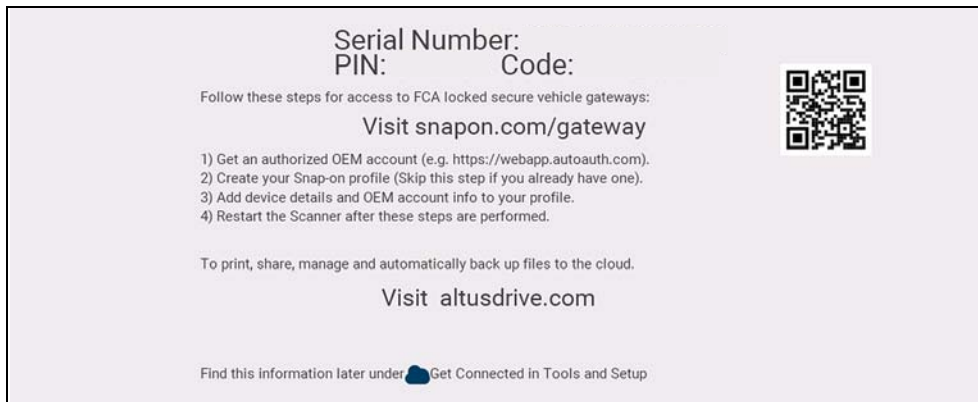 Serial Number:
PIN: Code:
Follow these steps for access to FCA locked secure vehicle gateways:
Visit snapon.com/gateway
1) Get an authorized OEM account (e.g. https://webapp.autoauth.com).
2) Create your Snap-on profile (Skip this step if you already have one).
3) Add device details and OEM account info to your profile.
4) Restart the Scanner after these steps are performed.
To print, share, manage and automatically back up files to the cloud.
Visit altusdrive.com
Find this information later under Get Connected in Tools and Setup